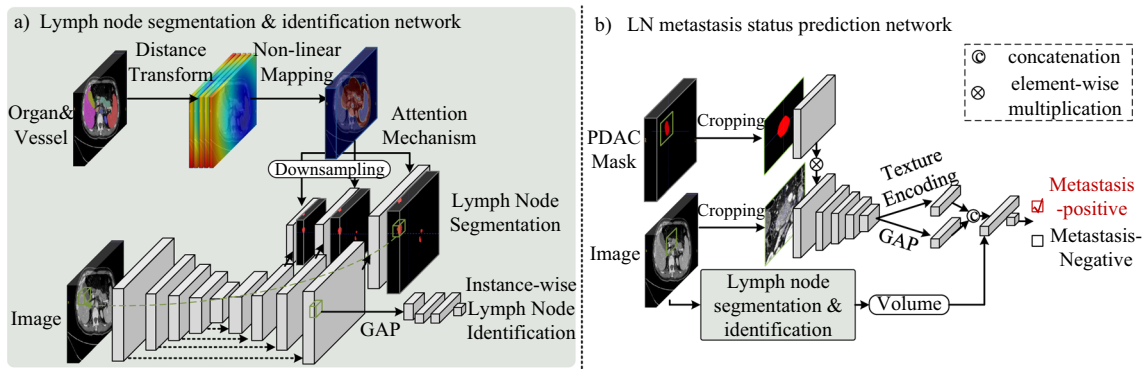 a) Lymph node segmentation & identification network
Distance
Transform
Non-linear
Mapping
Organ&
Vessel
Attention
Mechanism
Downsampling
Lymph Node
Segmentation
Image
GAP
Instance-wise
Lymph Node
Identification
b) LN metastasis status prediction network
© concatenation
⊗ element-wise
multiplication
PDAC
Mask
Cropping
⊗
Image
Cropping
Texture
Encoding
GAP
©
Metastasis
-positive
Metastasis-
Negative
Lymph node
segmentation &
identification
Volume